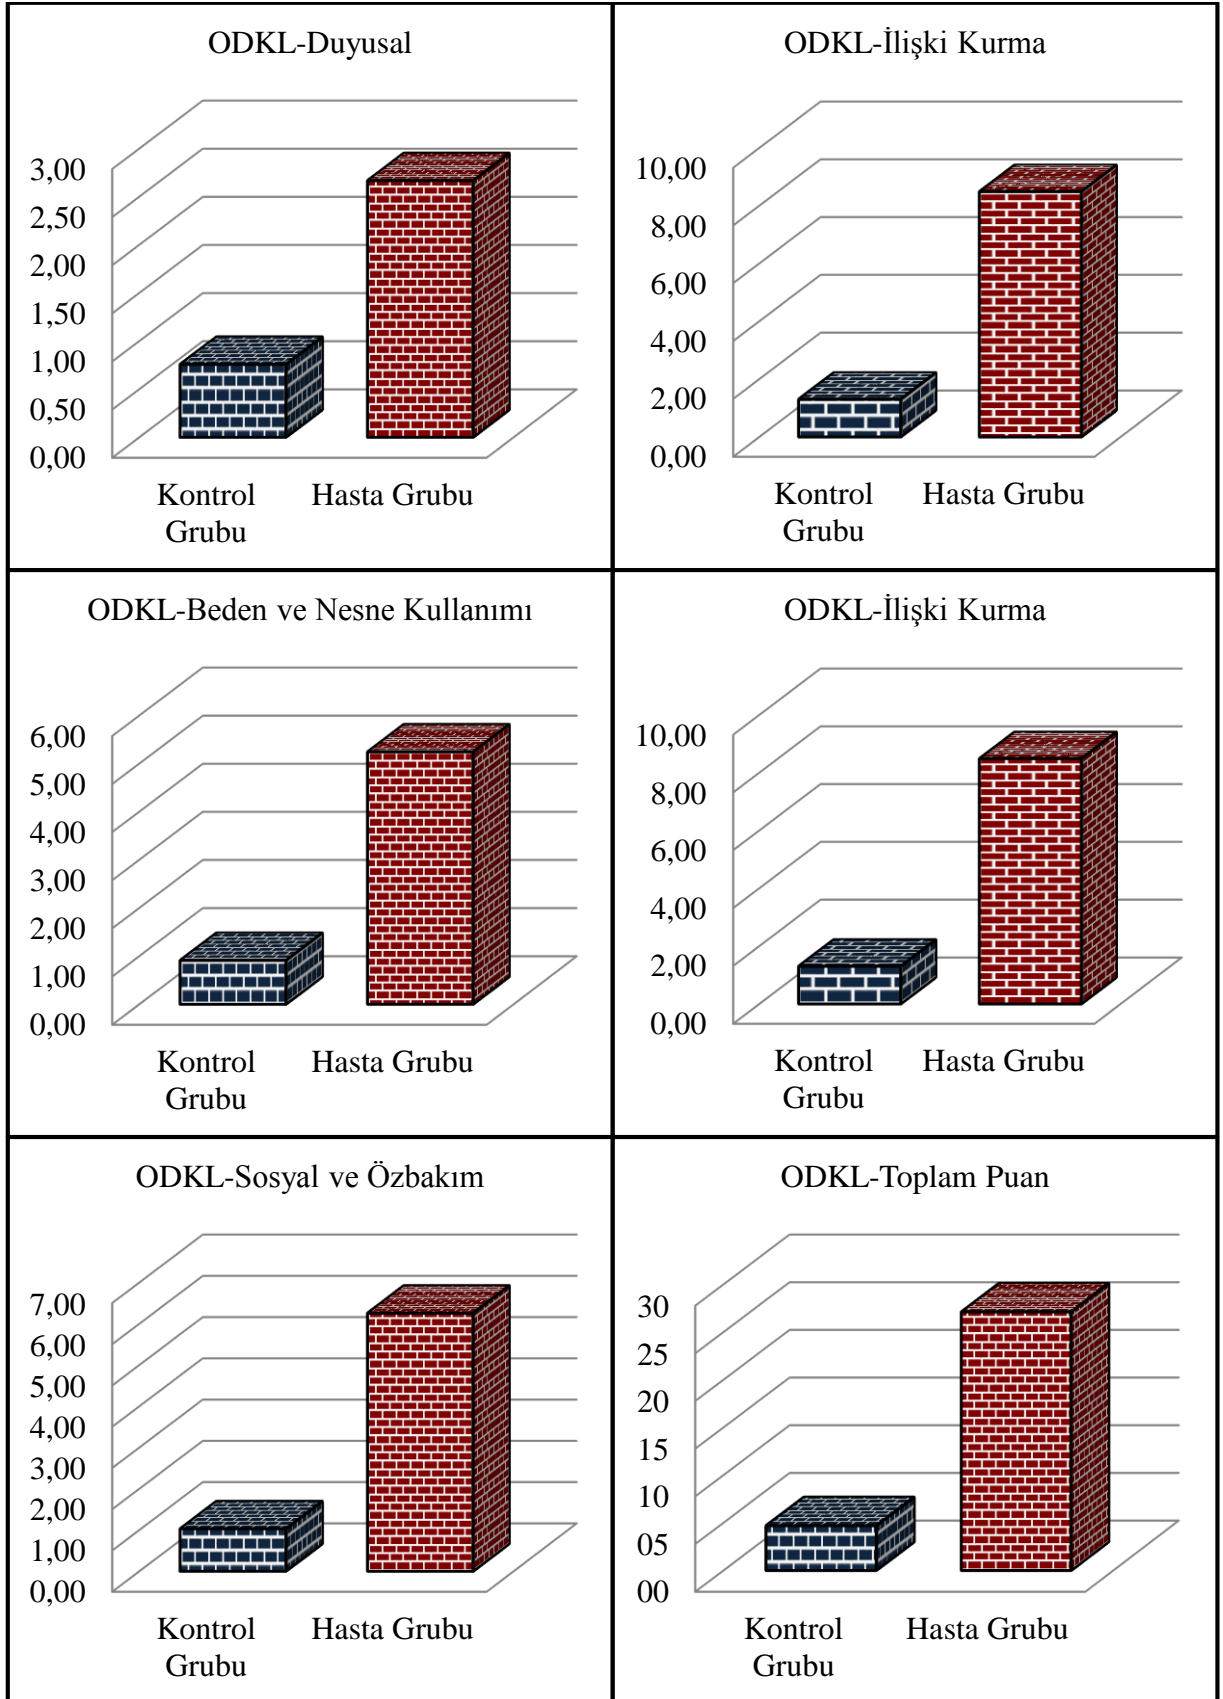 ODKL-Duyusal
3,00
2,50
2,00
1,50
1,00
0,50
0,00
Kontrol
Grubu
Hasta Grubu
ODKL-İlişki Kurma
10,00
8,00
6,00
4,00
2,00
0,00
Kontrol
Grubu
Hasta Grubu
ODKL-Beden ve Nesne Kullanımı
6,00
5,00
4,00
3,00
2,00
1,00
0,00
Kontrol
Grubu
Hasta Grubu
ODKL-İlişki Kurma
10,00
8,00
6,00
4,00
2,00
0,00
Kontrol
Grubu
Hasta Grubu
ODKL-Sosyal ve Özbakım
7,00
6,00
5,00
4,00
3,00
2,00
1,00
0,00
Kontrol
Grubu
Hasta Grubu
ODKL-Toplam Puan
30
25
20
15
10
05
00
Kontrol
Grubu
Hasta Grubu